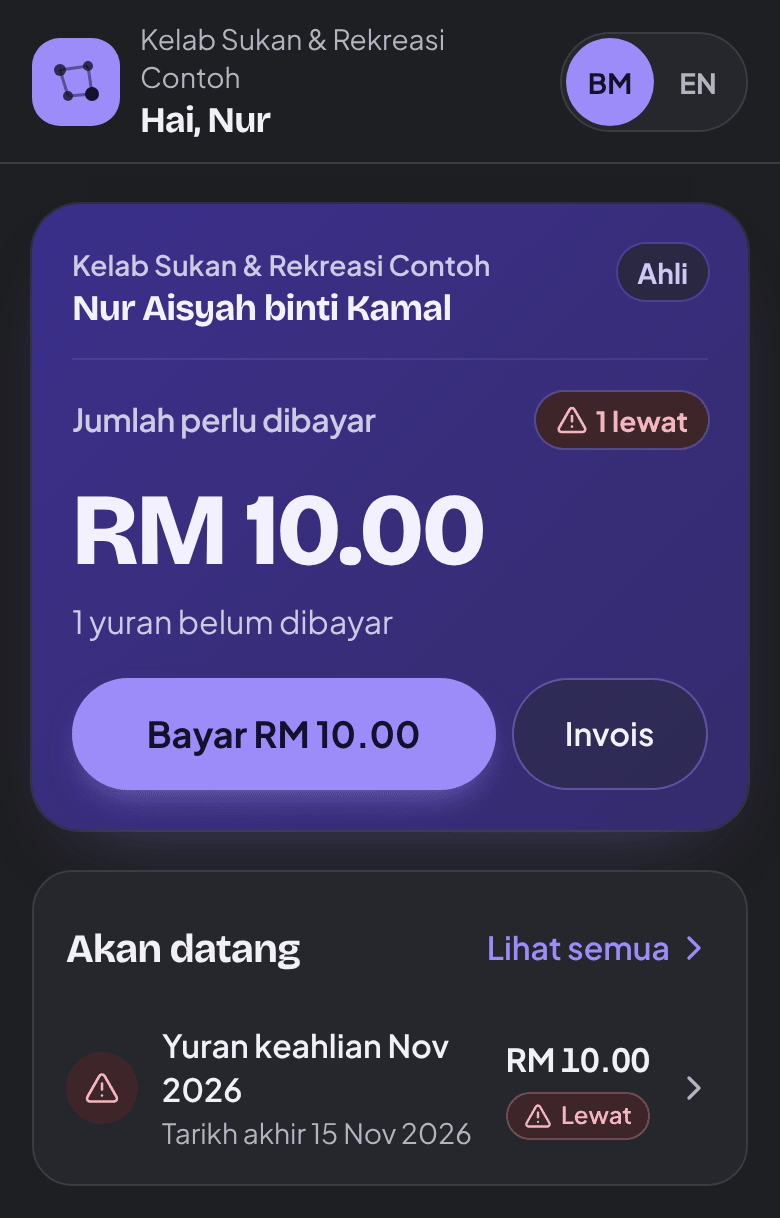 Kelab Sukan & Rekreasi
Contoh
Hai, Nur
BM
EN
Kelab Sukan & Rekreasi Contoh
Nur Aisyah binti Kamal
Ahli
Jumlah perlu dibayar
1 lewat
RM 10.00
1 yuran belum dibayar
Bayar RM 10.00
Invois
Akan datang
Lihat semua
Yuran keahlian Nov
2026
Tarikh akhir 15 Nov 2026
RM 10.00
Lewat